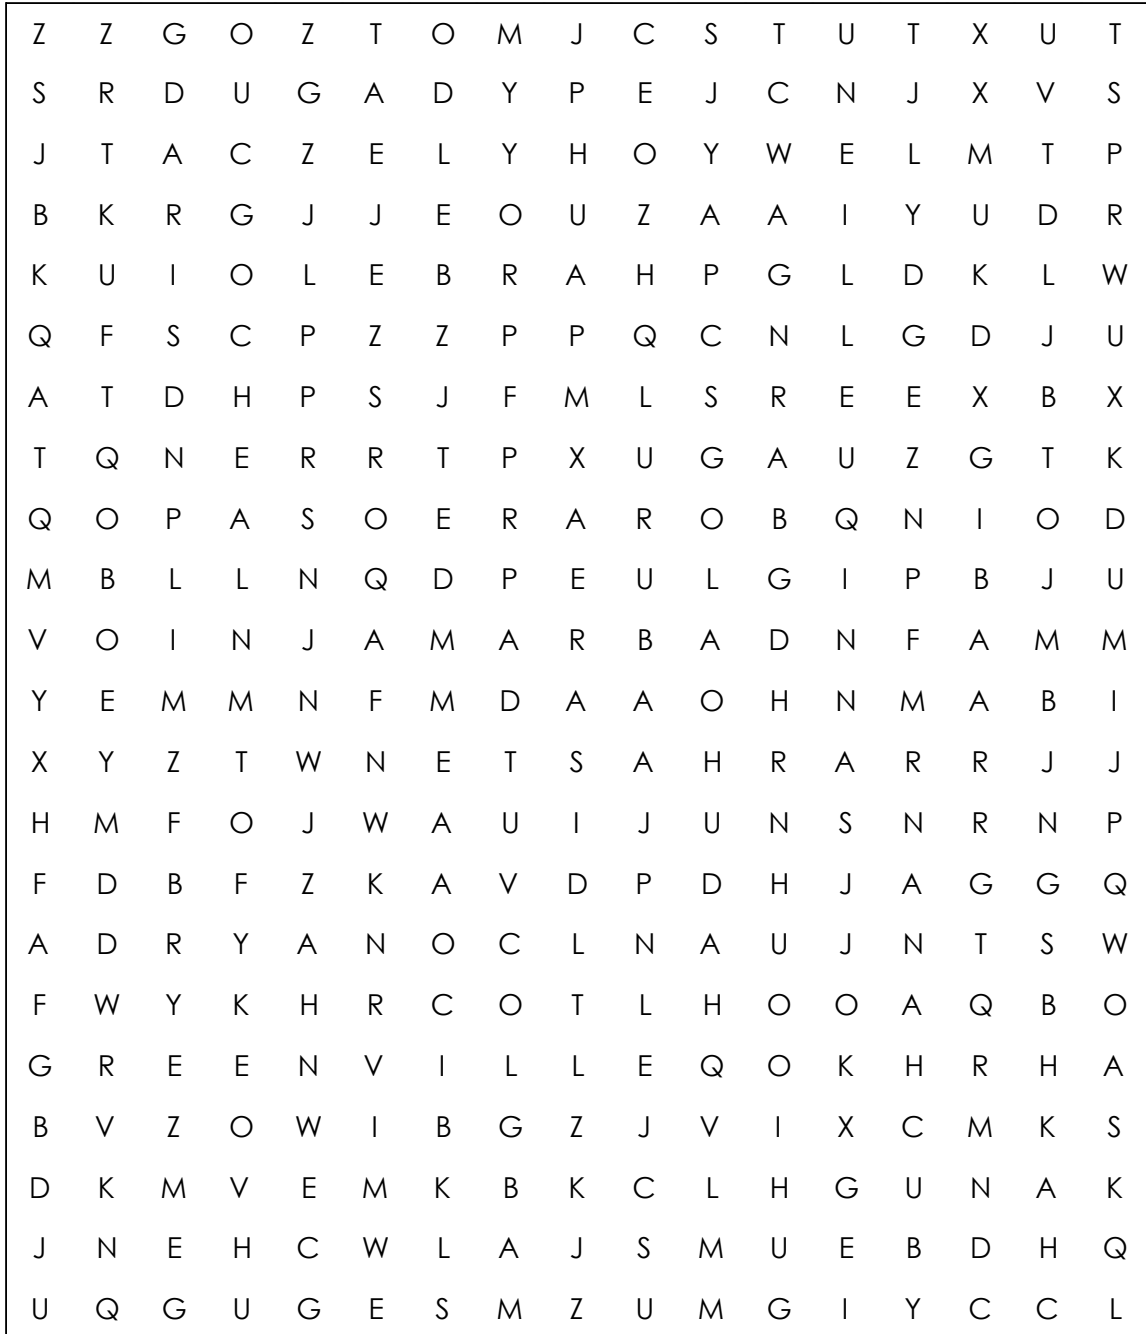 Z Z G O Z T O M J C S T U T X U T
S R D U G A D Y P E J C N J X V S
J T A C Z E L Y H O Y W E L M T P
B K R G J J E O U Z A A I Y U D R
K U I O L E B R A H P G L D K L W
Q F S C P Z Z P P Q C N L G D J U
A T D H P S J F M L S R E E X B X
T Q N E R R T P X U G A U Z G T K
Q O P A S O E R A R O B Q N I O D
M B L L N Q D P E U L G I P B J U
V O I N J A M A R B A D N F A M M
Y E M M N F M D A A O H N M A B I
X Y Z T W N E T S A H R A R R J J
H M F O J W A U I J U N S N R N P
F D B F Z K A V D P D H J A G G Q
A D R Y A N O C L N A U J N T S W
F W Y K H R C O T L H O O A Q B O
G R E E N V I L L E Q O K H R H A
B V Z O W I B G Z J V I X C M K S
D K M V E M K B K C L H G U N A K
J N E H C W L A J S M U E B D H Q
U Q G U G E S M Z U M G I Y C C L